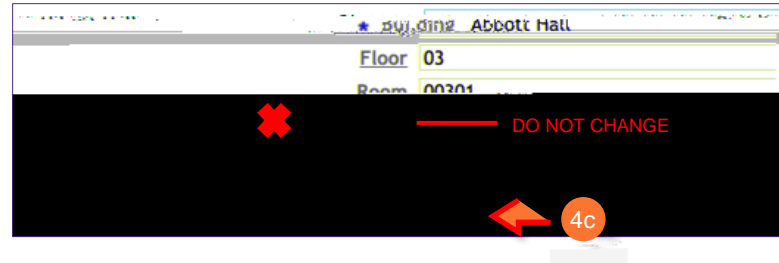 * Building Abbott Hall
Floor 03
Room 00301
DO NOT CHANGE
4c